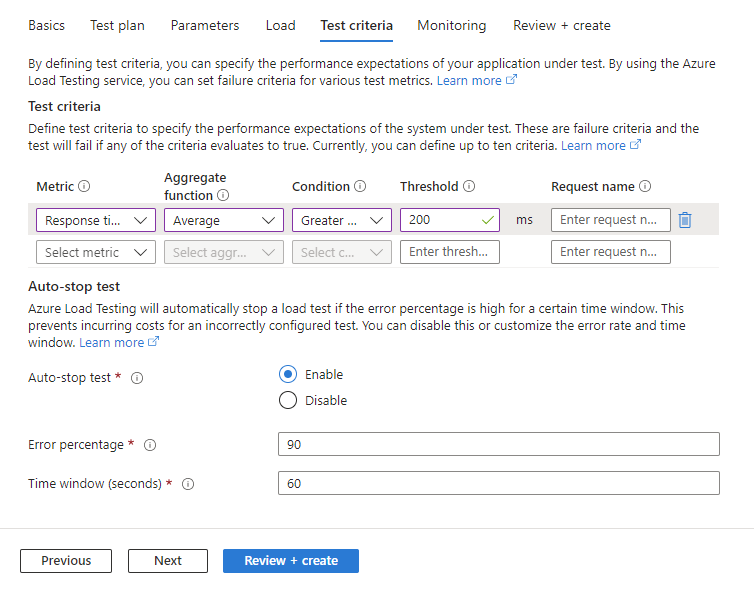 Basics Test plan Parameters Load Test criteria Monitoring Review + create
By defining test criteria, you can specify the performance expectations of your application under test. By using the Azure
Load Testing service, you can set failure criteria for various test metrics. Learn more
Test criteria
Define test criteria to specify the performance expectations of the system under test. These are failure criteria and the
test will fail if any of the criteria evaluates to true. Currently, you can define up to ten criteria. Learn more
Metric Aggregate function Condition Threshold Request name
Response ti... Average Greater ... 200 ms Enter request n...
Select metric Select aggr... Select c... Enter thresh... Enter request n...
Auto-stop test
Azure Load Testing will automatically stop a load test if the error percentage is high for a certain time window. This
prevents incurring costs for an incorrectly configured test. You can disable this or customize the error rate and time
window. Learn more
Auto-stop test * Enable
Disable
Error percentage * 90
Time window (seconds) * 60
Previous Next Review + create